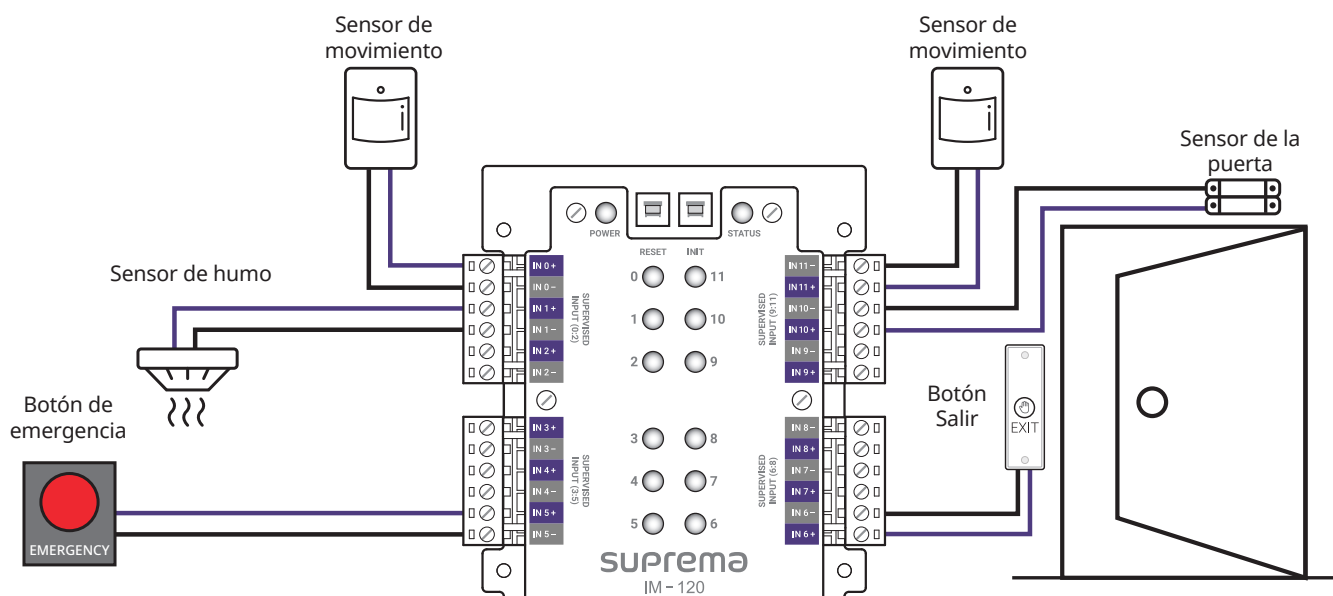 Sensor de
movimiento
Sensor de
movimiento
Sensor de la
puerta
Sensor de humo
Botón de
emergencia
EMERGENCY
Botón
Salir
EXIT
POWER
STATUS
RESET
INIT
IN 0+
IN 0−
IN 1+
IN 1−
IN 2+
IN 2−
SUPERVISED
INPUT (0:2)
IN 3+
IN 3−
IN 4+
IN 4−
IN 5+
IN 5−
SUPERVISED
INPUT (3:5)
0 11
1 10
2 9
3 8
4 7
5 6
IN 11−
IN 11+
IN 10−
IN 10+
IN 9−
IN 9+
SUPERVISED
INPUT (9:11)
IN 8−
IN 8+
IN 7−
IN 7+
IN 6−
IN 6+
SUPERVISED
INPUT (6:8)
suprema
IM – 120